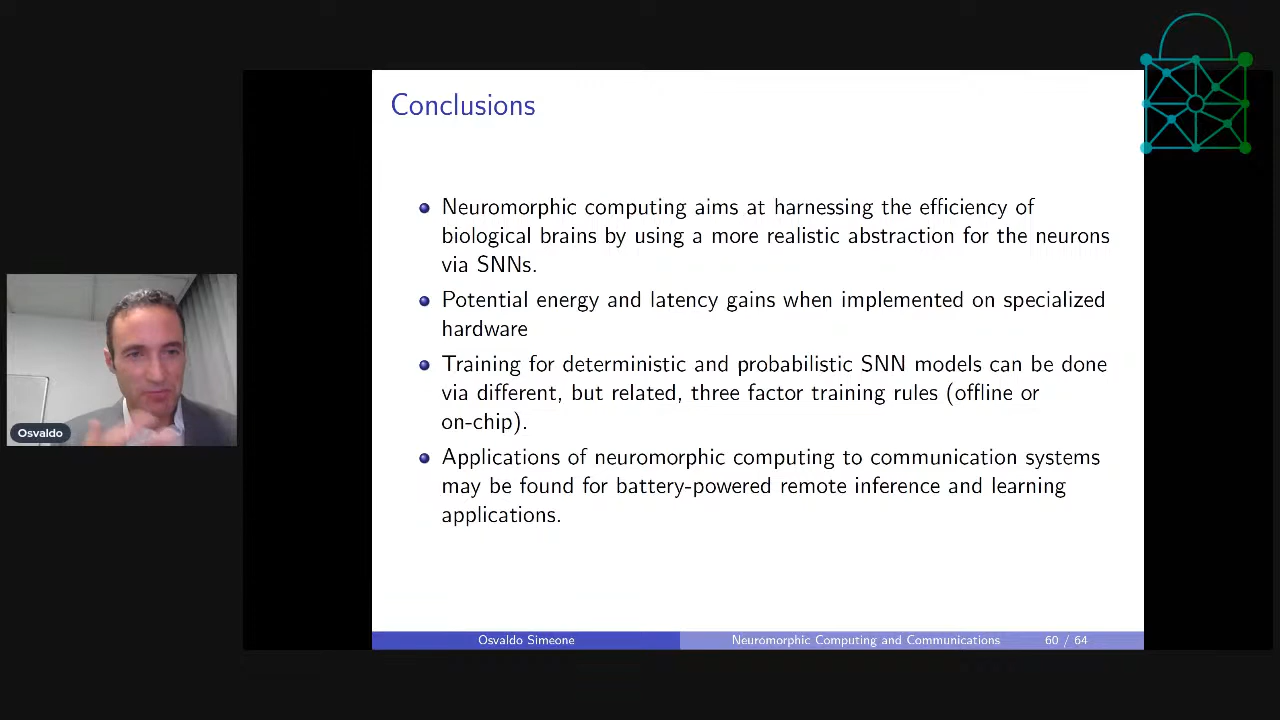 Conclusions
Neuromorphic computing aims at harnessing the efficiency of
biological brains by using a more realistic abstraction for the neurons
via SNNs.
Potential energy and latency gains when implemented on specialized
hardware
Training for deterministic and probabilistic SNN models can be done
via different, but related, three factor training rules (offline or
on-chip).
Applications of neuromorphic computing to communication systems
may be found for battery-powered remote inference and learning
applications.
Osvaldo
Osvaldo Simeone
Neuromorphic Computing and Communications
60 / 64